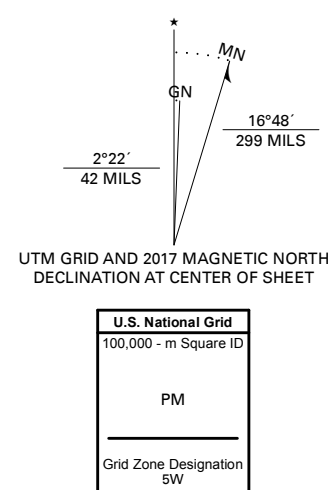 ★
MN
GN
16°48´
299 MILS
2°22´
42 MILS
UTM GRID AND 2017 MAGNETIC NORTH
DECLINATION AT CENTER OF SHEET
U.S. National Grid
100,000 - m Square ID
PM
Grid Zone Designation
5W